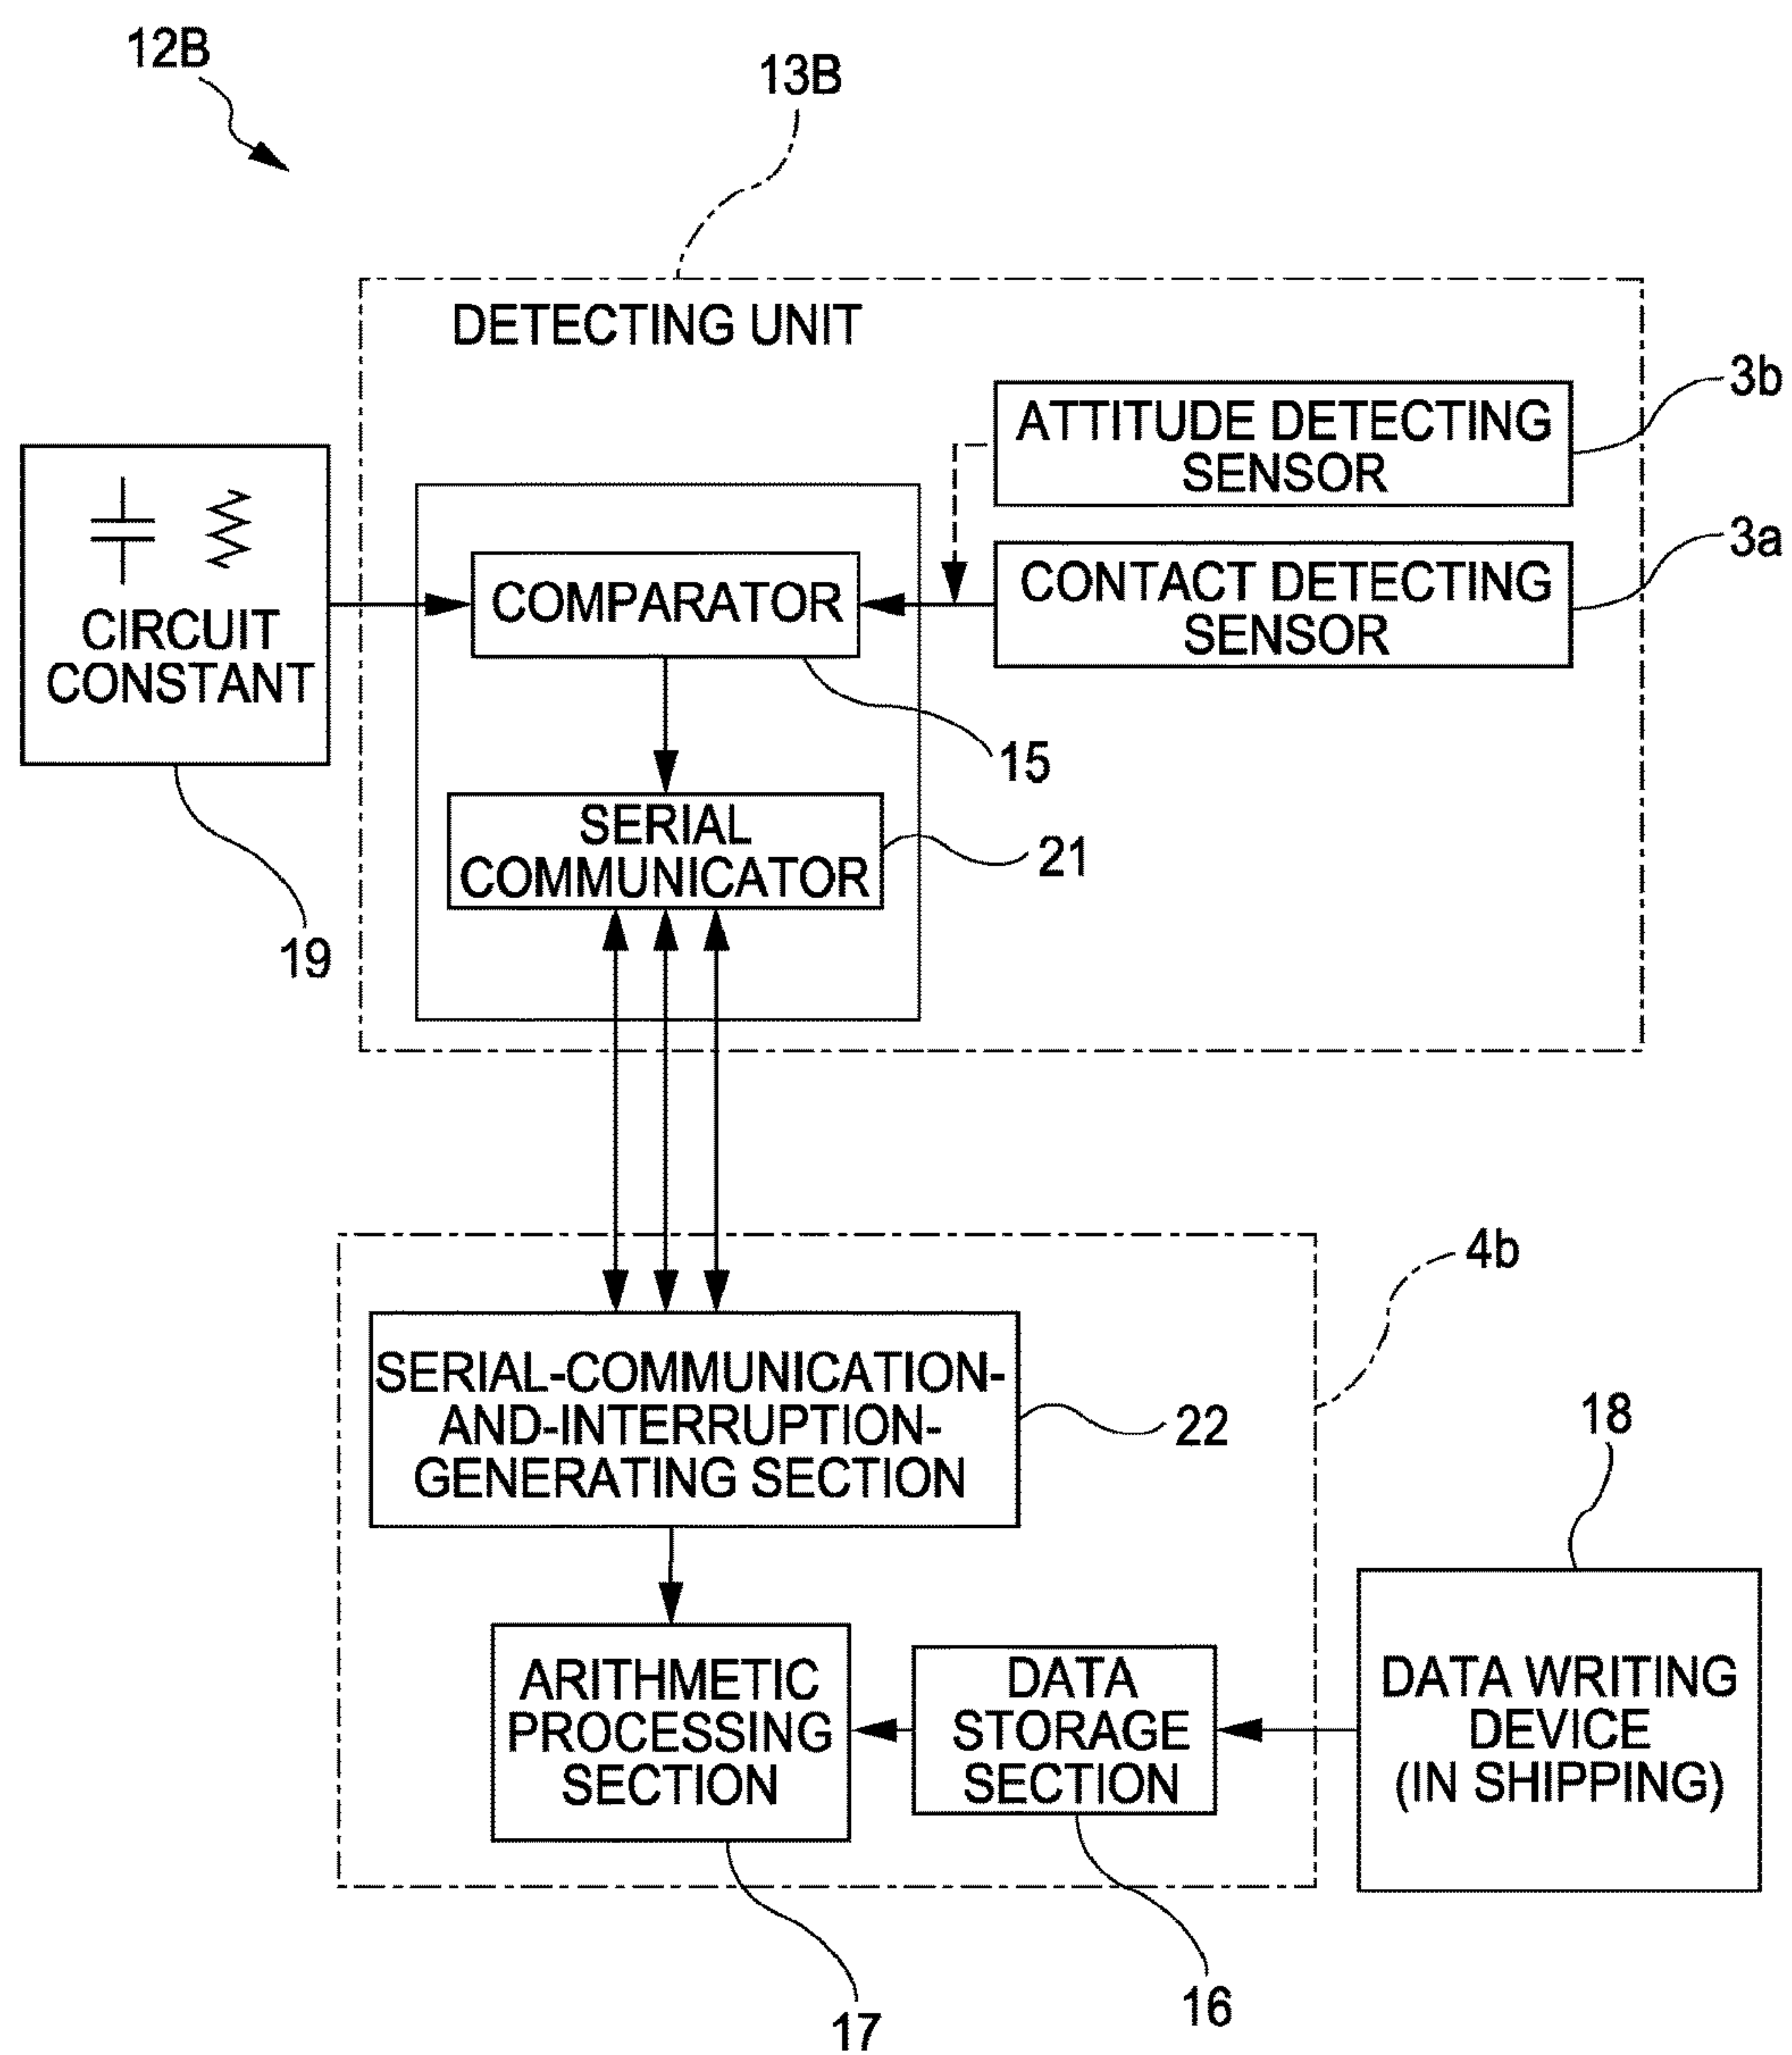 12B
13B
DETECTING UNIT
3b
ATTITUDE DETECTING
SENSOR
3a
CONTACT DETECTING
SENSOR
COMPARATOR
CIRCUIT
CONSTANT
15
SERIAL
COMMUNICATOR
21
19
4b
SERIAL-COMMUNICATION-
AND-INTERRUPTION-
GENERATING SECTION
22
18
ARITHMETIC
PROCESSING
SECTION
DATA
STORAGE
SECTION
DATA WRITING
DEVICE
(IN SHIPPING)
16
17